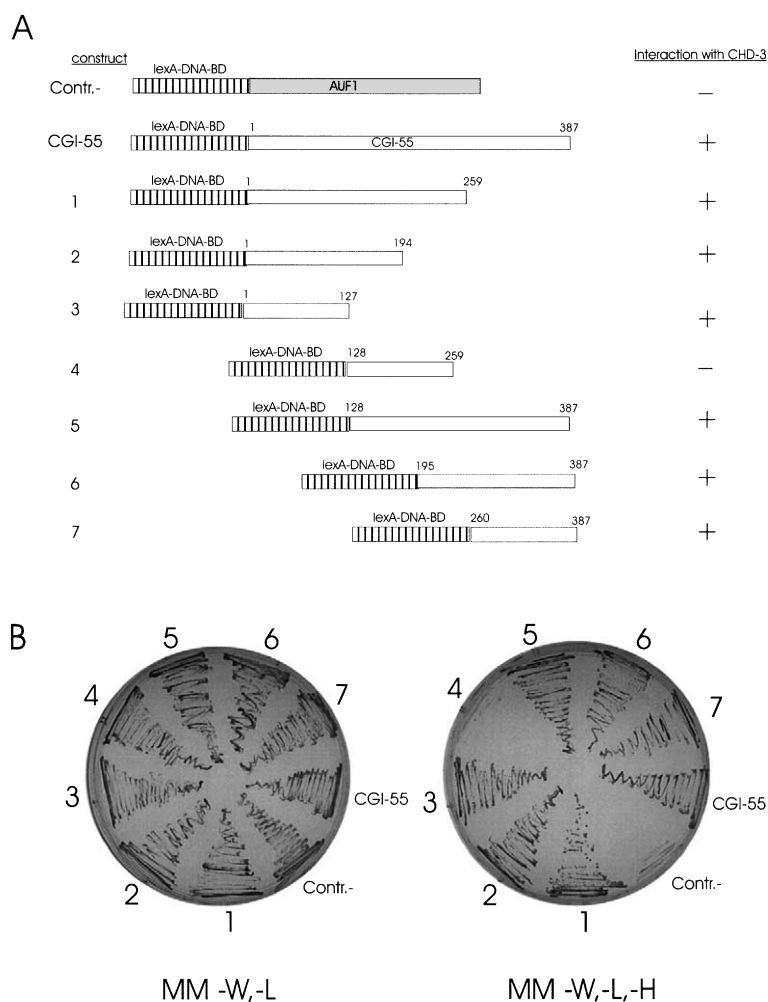 A
construct
Interaction with CHD-3
lexA-DNA-BD
Contr.-
AUF1
–
lexA-DNA-BD
1
387
CGI-55
CGI-55
+
lexA-DNA-BD
1
259
1
+
lexA-DNA-BD
1
194
2
+
lexA-DNA-BD
1
127
3
+
lexA-DNA-BD
128
259
4
–
lexA-DNA-BD
128
387
5
+
lexA-DNA-BD
195
387
6
+
lexA-DNA-BD
260
387
7
+
B
5
6
4
7
3
CGI-55
2
Contr.-
1
MM -W,-L
5
6
4
7
3
CGI-55
2
Contr.-
1
MM -W,-L,-H